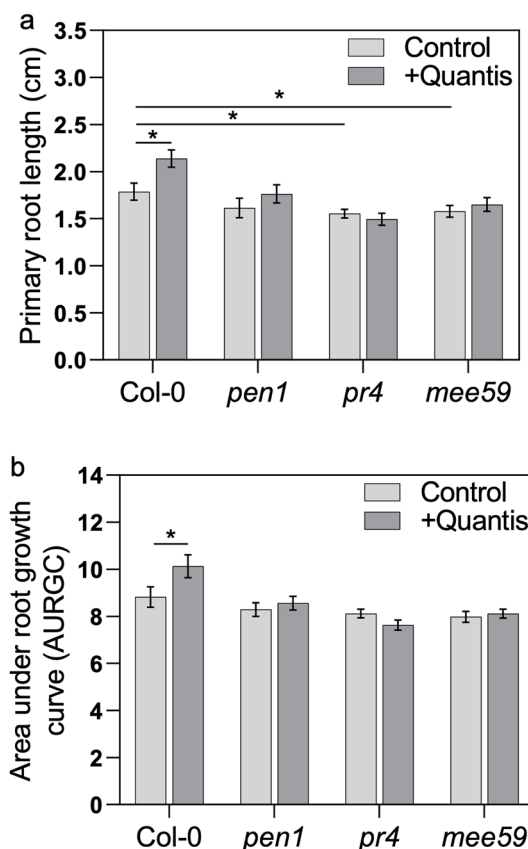 a
Primary root length (cm)
3.5
3.0
2.5
2.0
1.5
1.0
0.5
0.0
Control
+Quantis
*
*
*
Col-0 pen1 pr4 mee59
b
Area under root growth
curve (AURGC)
14
12
10
8
6
4
2
0
Control
+Quantis
*
Col-0 pen1 pr4 mee59